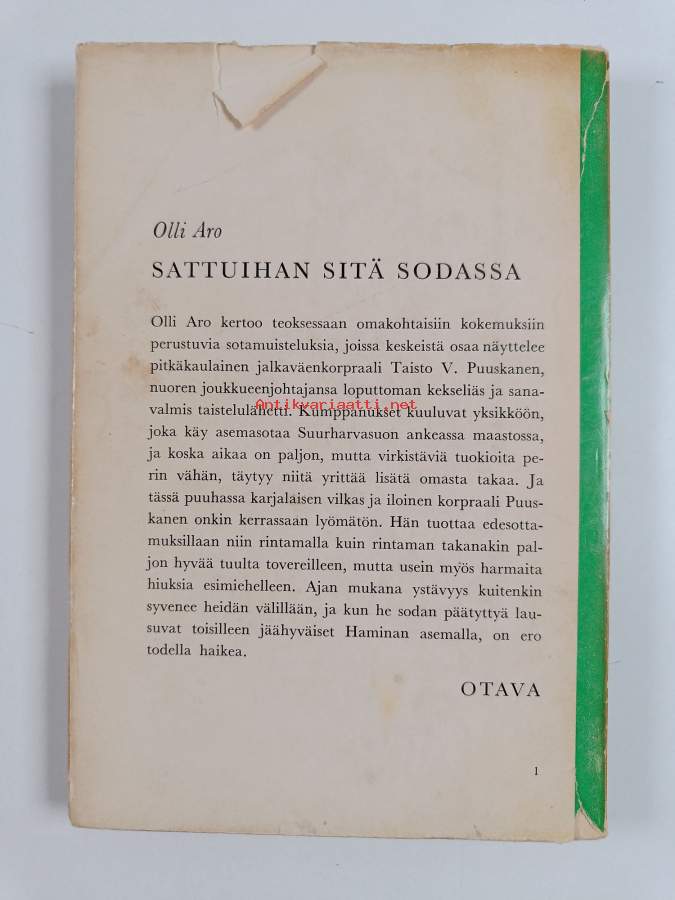 Olli Aro
SATTUIHAN SITÄ SODASSA
Olli Aro kertoo teoksessaan omakohtaisiin kokemuksiin
perustuvia sotamuisteluksia, joissa keskeistä osaa näyttelee
pitkäkaulainen jalkaväenkorpraali Taisto V. Puuskanen,
nuoren joukkueenjohtajansa loputtoman kekseliäs ja sana-
valmis taistelulähetti. Kumppanukset kuuluvat yksikköön,
Antikvariaatti.net
joka käy asemasotaa Suurharvasuon ankeassa maastossa,
ja koska aikaa on paljon, mutta virkistäviä tuokioita pe-
rin vähän, täytyy niitä yrittää lisätä omasta takaa. Ja
tässä puuhassa karjalaisen vilkas ja iloinen korpraali Puus-
kanen onkin kerrassaan lyömätön. Hän tuottaa edesotta-
muksillaan niin rintamalla kuin rintaman takanakin pal-
jon hyvää tuulta tovereilleen, mutta usein myös harmaita
hiuksia esimiehelleen. Ajan mukana ystävyys kuitenkin
syvenee heidän välillään, ja kun he sodan päätyttyä lau-
suvat toisilleen jäähyväiset Haminan asemalla, on ero
todella haikea.
OTAVA
1